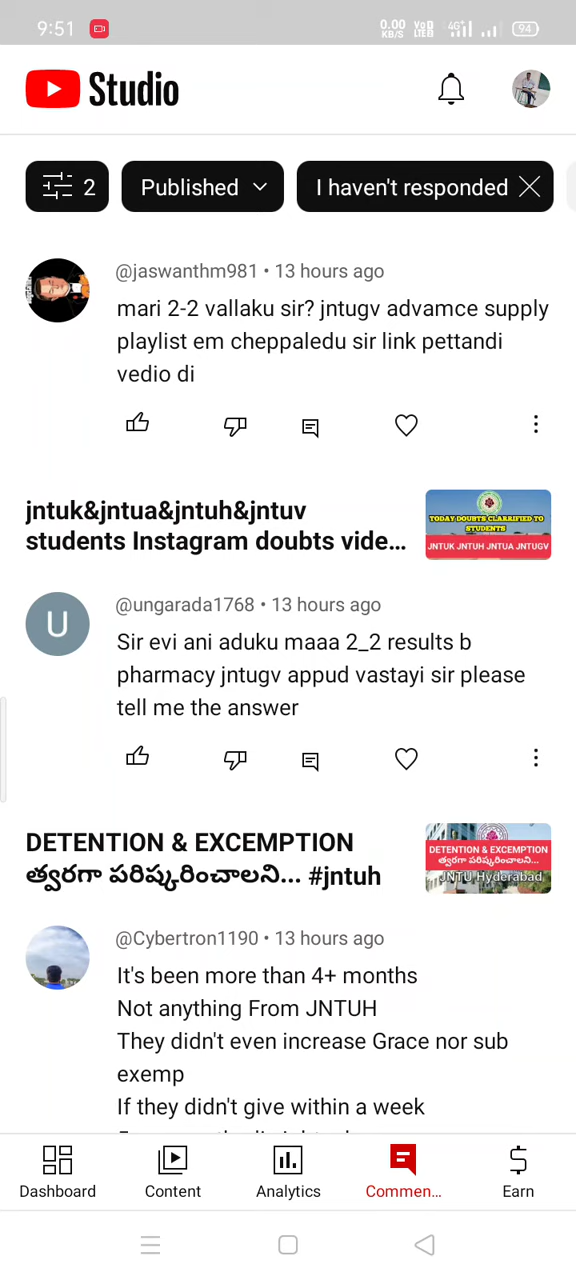 9:51
0.00 KB/S VoD LTE 4G+ 94
Studio
2
Published
I haven't responded
@jaswanthm981 • 13 hours ago
mari 2-2 vallaku sir? jntugv advamce supply
playlist em cheppaledu sir link pettandi
vedio di
jntuk&jntua&jntuh&jntuv
students Instagram doubts vide...
TODAY DOUBTS CLARRIFIED TO
STUDENTS
JNTUK JNTUH JNTUA JNTUGV
U
@ungarada1768 • 13 hours ago
Sir evi ani aduku maaa 2_2 results b
pharmacy jntugv appud vastayi sir please
tell me the answer
DETENTION & EXCEMPTION
త్వరగా పరిష్కరించాలని... #jntuh
DETENTION & EXCEMPTION
త్వరగా పరిష్కరించాలని...
JNTU Hyderabad
@Cybertron1190 • 13 hours ago
It's been more than 4+ months
Not anything From JNTUH
They didn't even increase Grace nor sub
exemp
If they didn't give within a week
Dashboard
Content
Analytics
Commen...
Earn